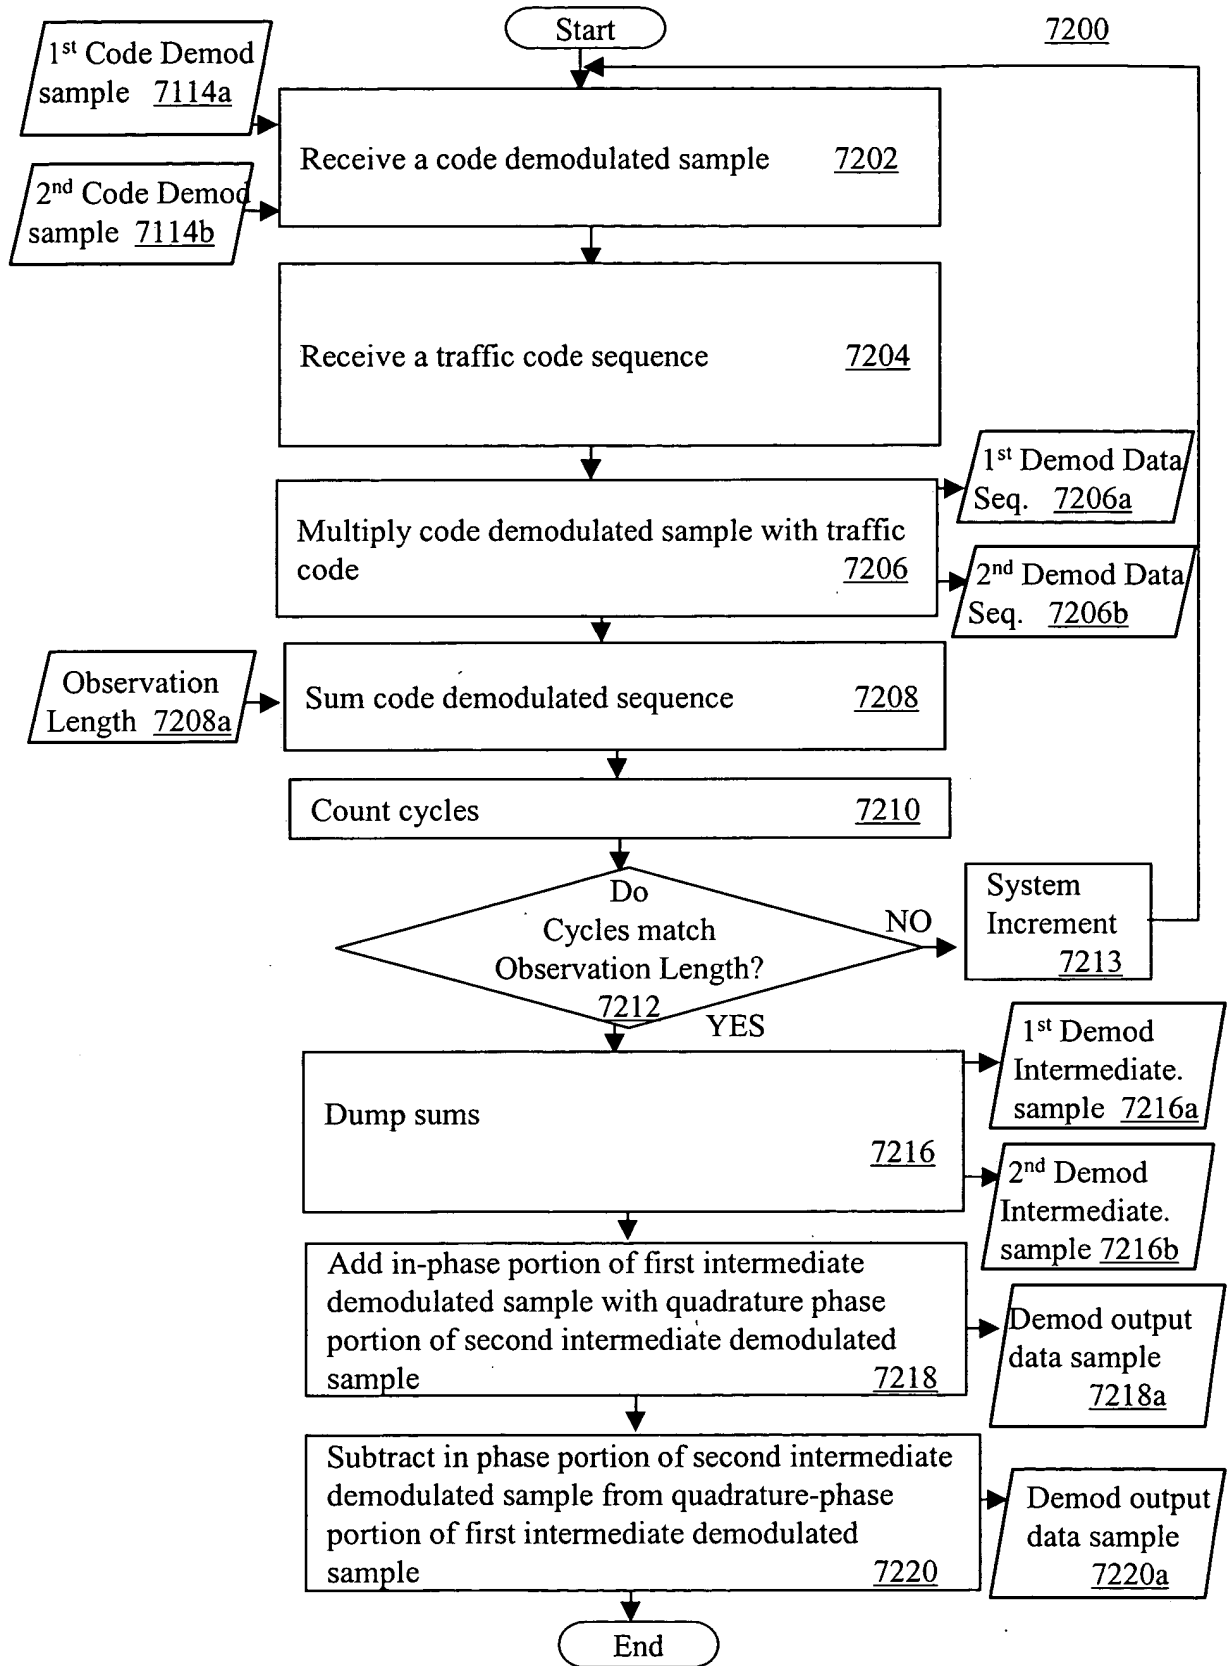 Start
7200
1st Code Demod
sample 7114a
Receive a code demodulated sample 7202
2nd Code Demod
sample 7114b
Receive a traffic code sequence 7204
1st Demod Data
Seq. 7206a
Multiply code demodulated sample with traffic
code 7206
2nd Demod Data
Seq. 7206b
Observation
Length 7208a
Sum code demodulated sequence 7208
Count cycles 7210
Do
Cycles match
Observation Length?
7212
NO
System
Increment
7213
YES
1st Demod
Intermediate.
sample 7216a
Dump sums
7216
2nd Demod
Intermediate.
sample 7216b
Add in-phase portion of first intermediate
demodulated sample with quadrature phase
portion of second intermediate demodulated
sample 7218
Demod output
data sample
7218a
Subtract in phase portion of second intermediate
demodulated sample from quadrature-phase
portion of first intermediate demodulated
sample 7220
Demod output
data sample
7220a
End